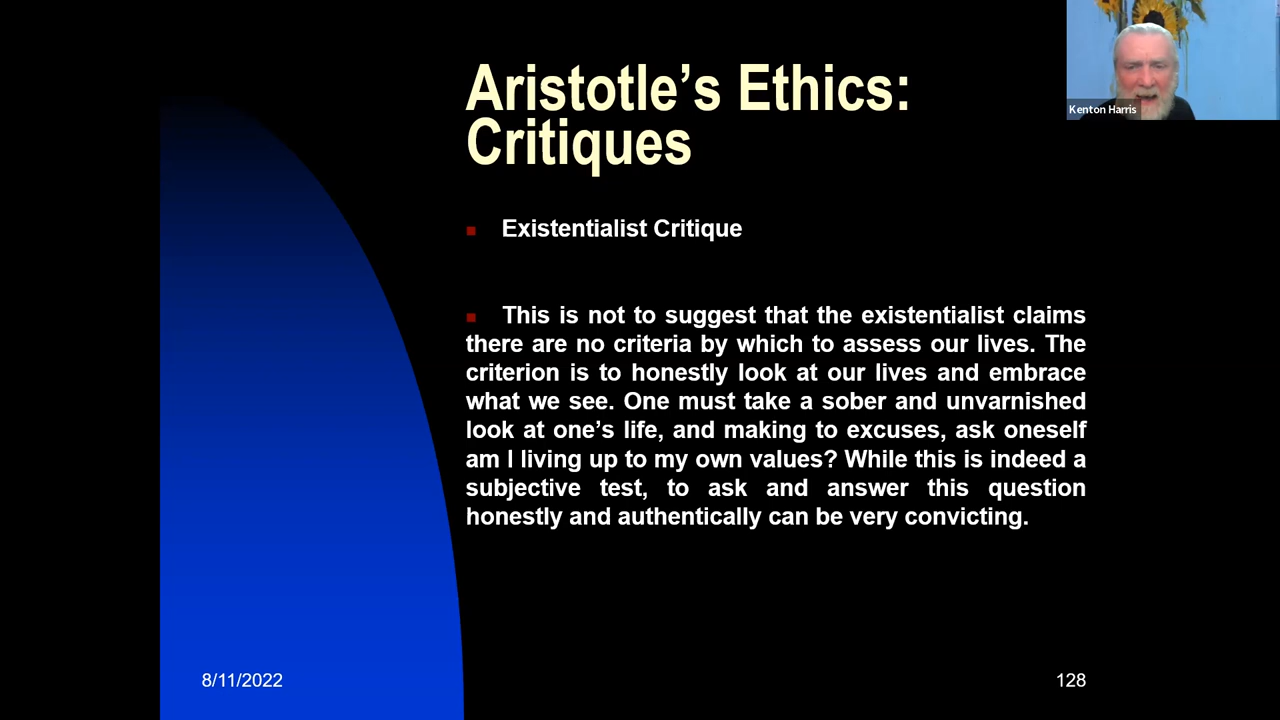 Aristotle’s Ethics:
Critiques
Kenton Harris
Existentialist Critique
This is not to suggest that the existentialist claims
there are no criteria by which to assess our lives. The
criterion is to honestly look at our lives and embrace
what we see. One must take a sober and unvarnished
look at one’s life, and making to excuses, ask oneself
am I living up to my own values? While this is indeed a
subjective test, to ask and answer this question
honestly and authentically can be very convicting.
8/11/2022
128